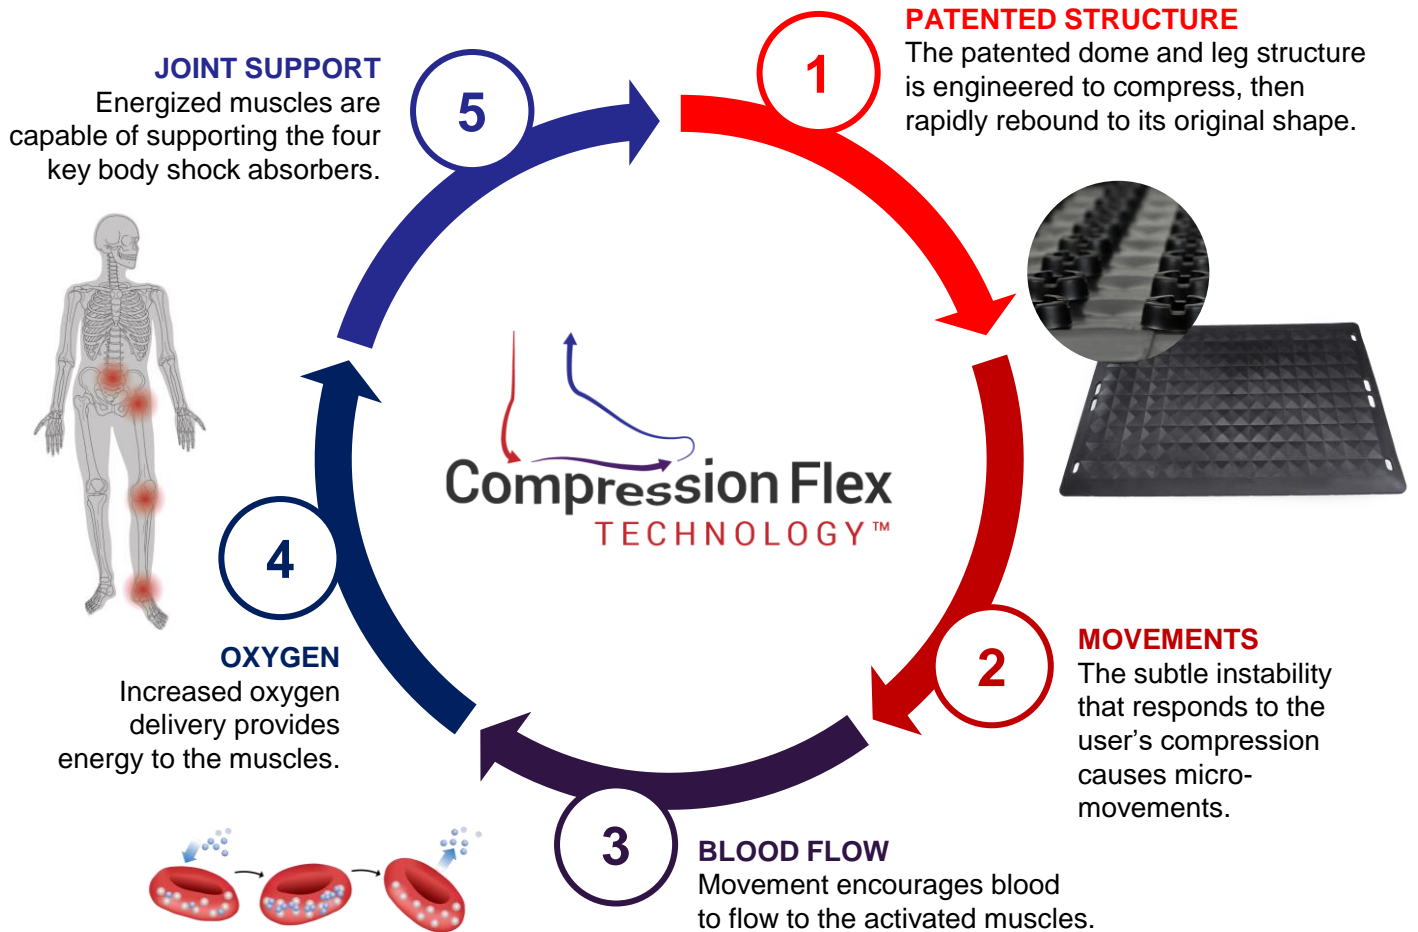 1
PATENTED STRUCTURE
The patented dome and leg structure
is engineered to compress, then
rapidly rebound to its original shape.
2
MOVEMENTS
The subtle instability
that responds to the
user’s compression
causes micro-
movements.
3
BLOOD FLOW
Movement encourages blood
to flow to the activated muscles.
4
OXYGEN
Increased oxygen
delivery provides
energy to the muscles.
5
JOINT SUPPORT
Energized muscles are
capable of supporting the four
key body shock absorbers.
Compression Flex
TECHNOLOGY™